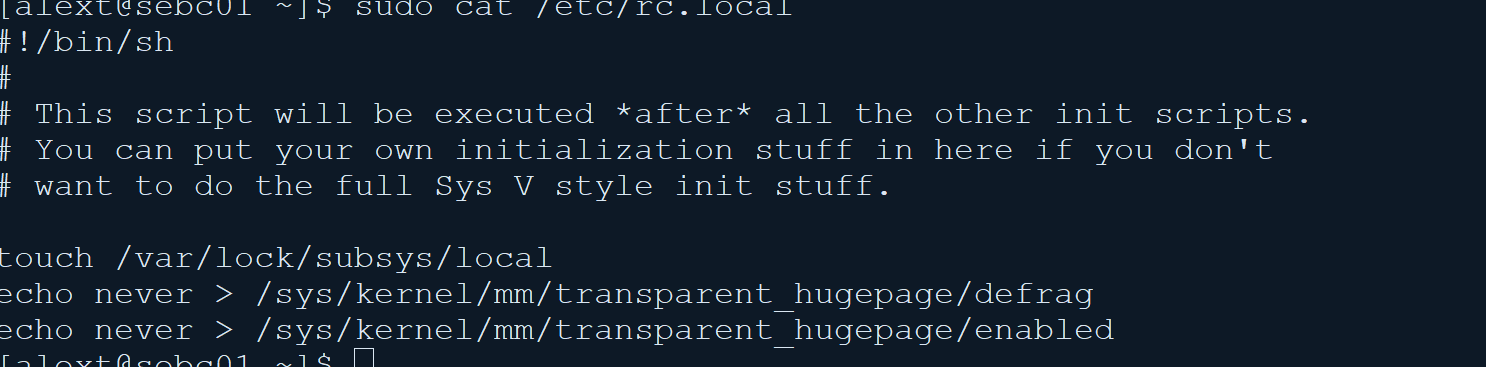 [alext@sebc01 ~]$ sudo cat /etc/rc.local
#!/bin/sh
#
# This script will be executed *after* all the other init scripts.
# You can put your own initialization stuff in here if you don't
# want to do the full Sys V style init stuff.
touch /var/lock/subsys/local
echo never > /sys/kernel/mm/transparent_hugepage/defrag
echo never > /sys/kernel/mm/transparent_hugepage/enabled
[alext@sebc01 ~]$